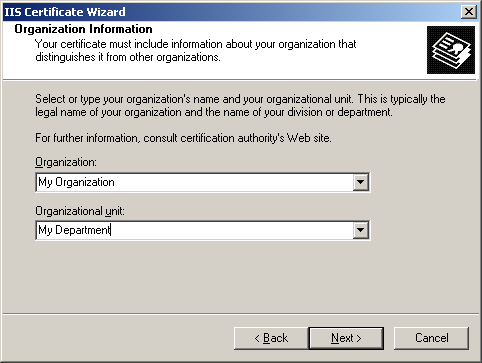 IIS Certificate Wizard
Organization Information
Your certificate must include information about your organization that
distinguishes it from other organizations.
Select or type your organization's name and your organizational unit. This is typically the
legal name of your organization and the name of your division or department.
For further information, consult certification authority's Web site.
Organization:
My Organization
Organizational unit:
My Department
< Back
Next >
Cancel